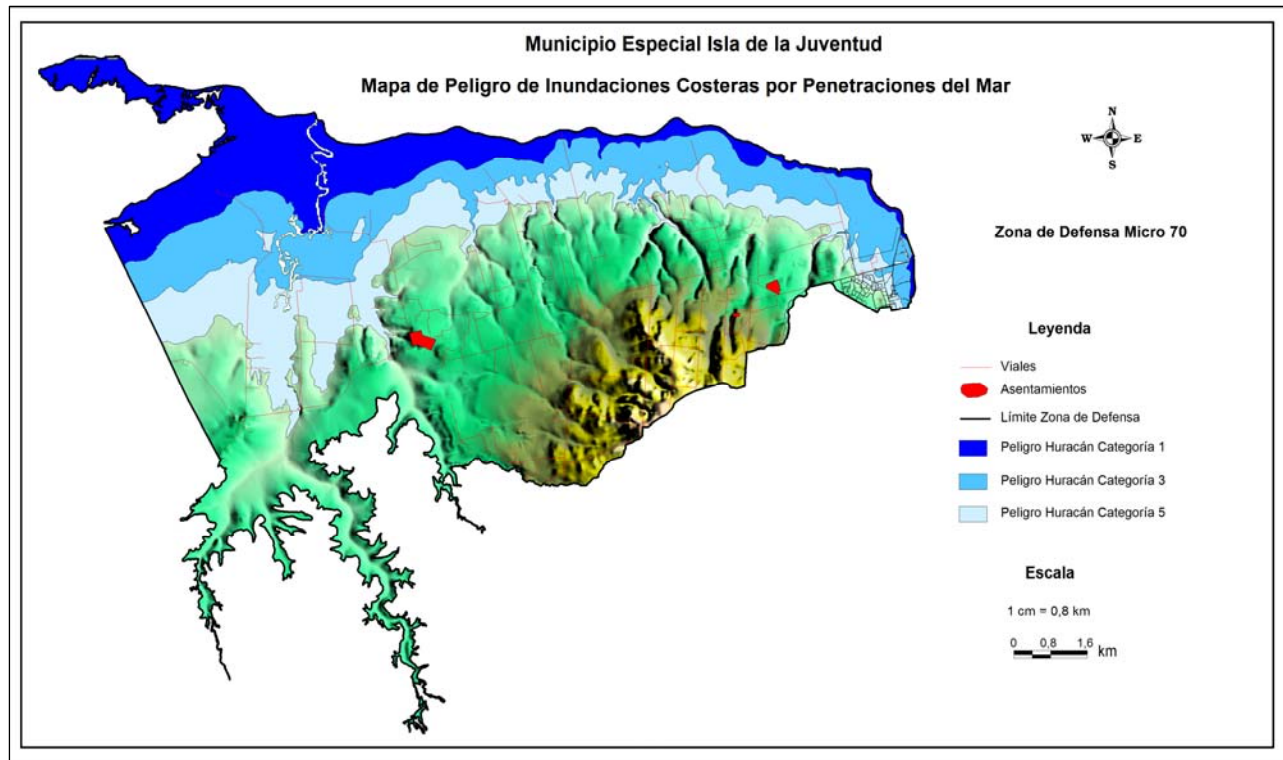 Municipio Especial Isla de la Juventud
Mapa de Peligro de Inundaciones Costeras por Penetraciones del Mar
N
W E
S
Zona de Defensa Micro 70
Leyenda
Viales
Asentamientos
Límite Zona de Defensa
Peligro Huracán Categoría 1
Peligro Huracán Categoría 3
Peligro Huracán Categoría 5
Escala
1 cm = 0,8 km
0 0,8 1,6
km